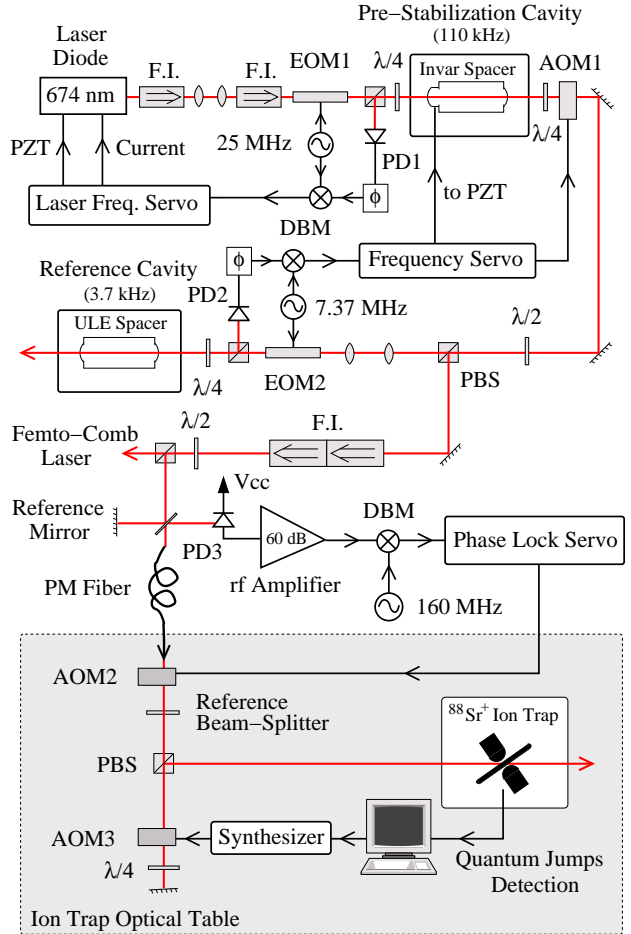 Pre−Stabilization Cavity
(110 kHz)
Laser
Diode
F.I.
F.I.
EOM1
λ/4
Invar Spacer
AOM1
674 nm
λ/4
PZT
Current
25 MHz
PD1
to PZT
Laser Freq. Servo
ϕ
DBM
Reference Cavity
(3.7 kHz)
ϕ
Frequency Servo
PD2
7.37 MHz
ULE Spacer
λ/2
λ/4
EOM2
PBS
λ/2
F.I.
Femto−Comb
Laser
Vcc
Reference
Mirror
DBM
60 dB
Phase Lock Servo
PD3
PM Fiber
rf Amplifier
160 MHz
AOM2
Reference
Beam−Splitter
88Sr+ Ion Trap
PBS
AOM3
Synthesizer
λ/4
Quantum Jumps
Detection
Ion Trap Optical Table